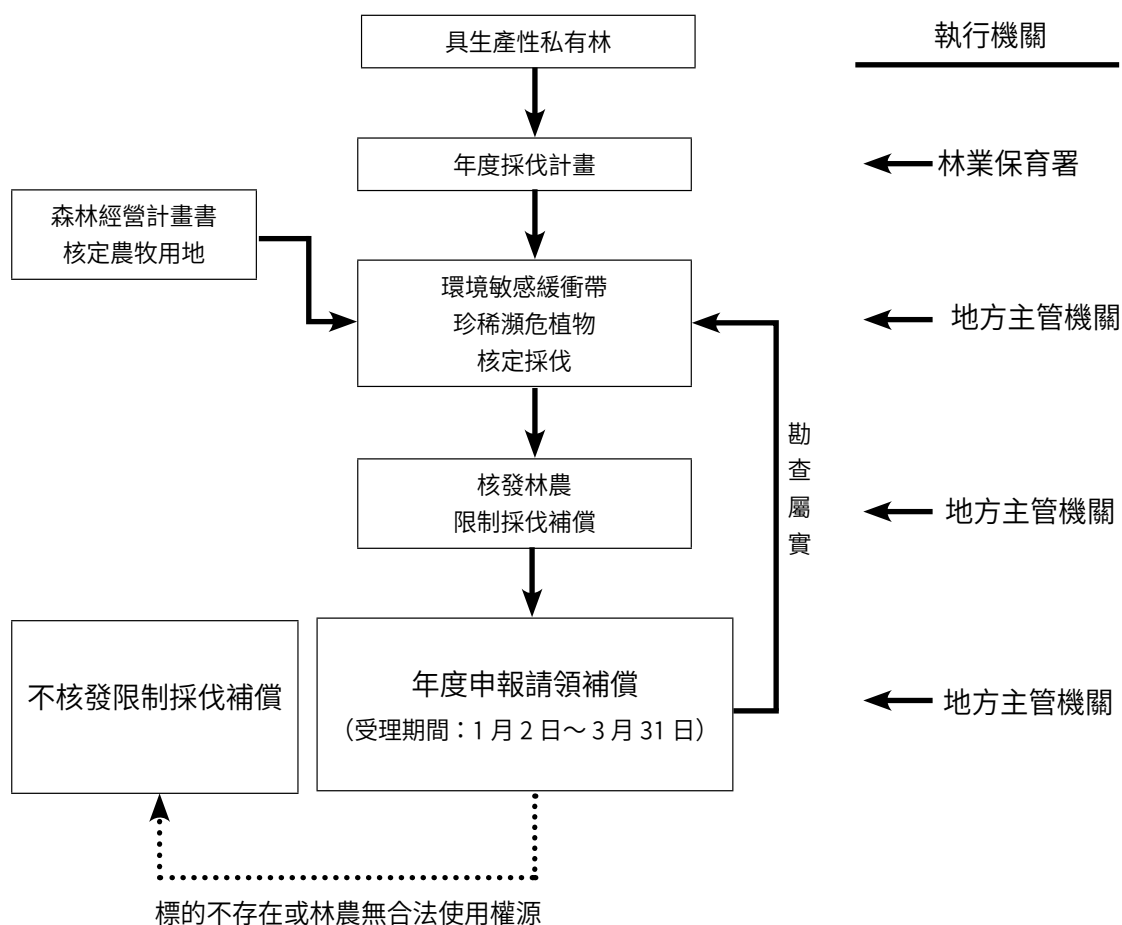 具生產性私有林
執行機關
年度採伐計畫
林業保育署
森林經營計畫書
核定農牧用地
環境敏感緩衝帶
珍稀瀕危植物
核定採伐
地方主管機關
勘查屬實
核發林農
限制採伐補償
地方主管機關
不核發限制採伐補償
年度申報請領補償
（受理期間：1 月 2 日～ 3 月 31 日）
地方主管機關
標的不存在或林農無合法使用權源